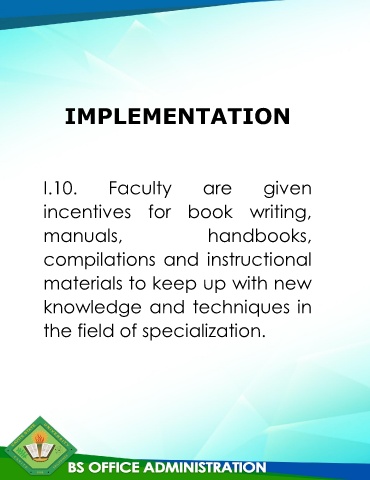 IMPLEMENTATION
I.10. Faculty are given
incentives for book writing,
manuals, handbooks,
compilations and instructional
materials to keep up with new
knowledge and techniques in
the field of specialization.
BS OFFICE ADMINISTRATION